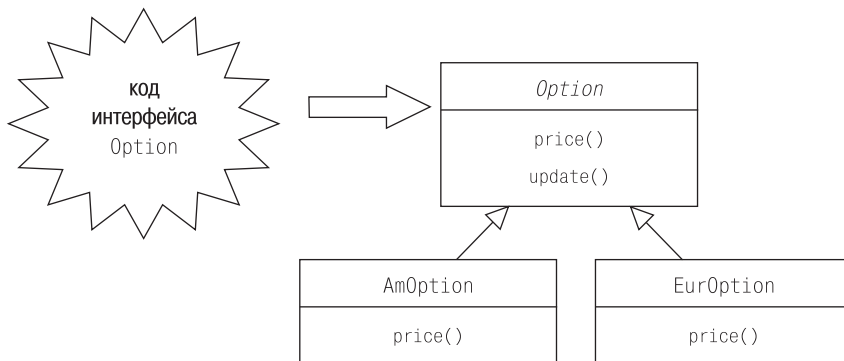 код
интерфейса
Option
Option
price()
update()
AmOption
price()
EurOption
price()